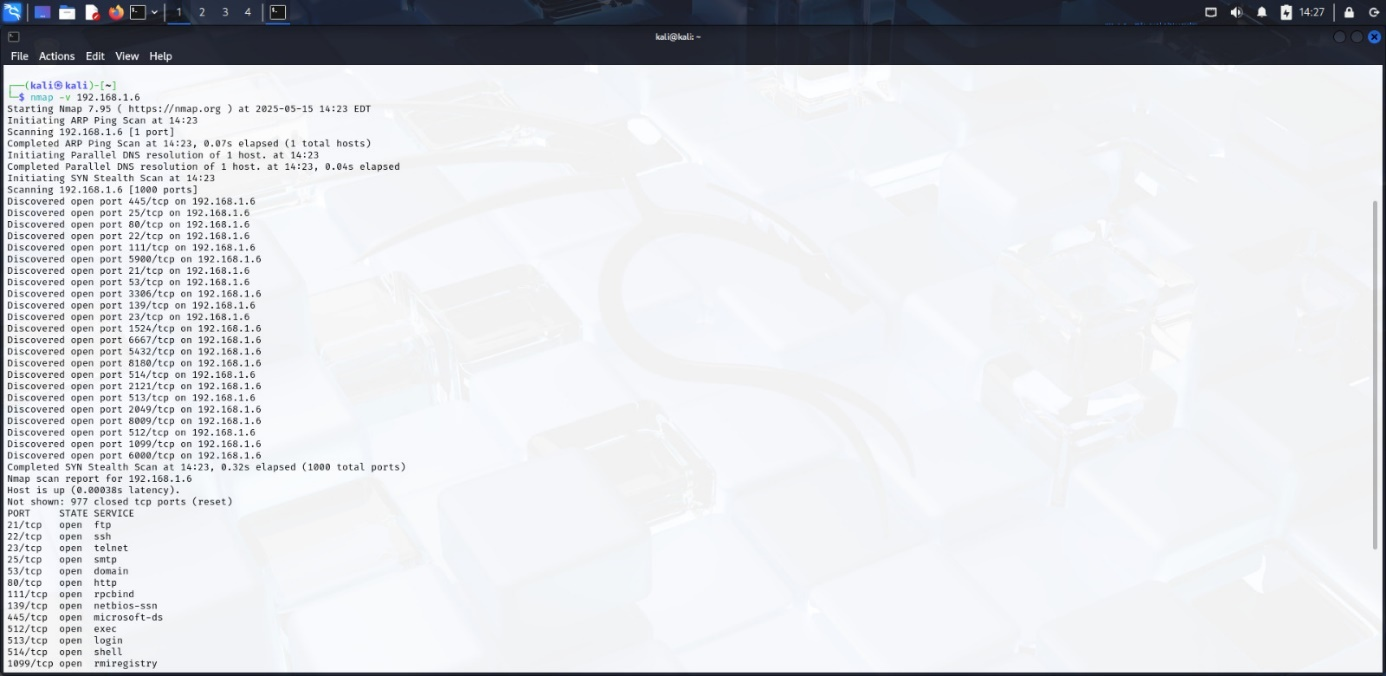 1 2 3 4
14:27
kali@kali: ~
File Actions Edit View Help
┌──(kali㉿kali)-[~]
└─$ nmap -v 192.168.1.6
Starting Nmap 7.95 ( https://nmap.org ) at 2025-05-15 14:23 EDT
Initiating ARP Ping Scan at 14:23
Scanning 192.168.1.6 [1 port]
Completed ARP Ping Scan at 14:23, 0.07s elapsed (1 total hosts)
Initiating Parallel DNS resolution of 1 host. at 14:23
Completed Parallel DNS resolution of 1 host. at 14:23, 0.04s elapsed
Initiating SYN Stealth Scan at 14:23
Scanning 192.168.1.6 [1000 ports]
Discovered open port 445/tcp on 192.168.1.6
Discovered open port 25/tcp on 192.168.1.6
Discovered open port 80/tcp on 192.168.1.6
Discovered open port 22/tcp on 192.168.1.6
Discovered open port 111/tcp on 192.168.1.6
Discovered open port 5900/tcp on 192.168.1.6
Discovered open port 21/tcp on 192.168.1.6
Discovered open port 53/tcp on 192.168.1.6
Discovered open port 3306/tcp on 192.168.1.6
Discovered open port 139/tcp on 192.168.1.6
Discovered open port 23/tcp on 192.168.1.6
Discovered open port 1524/tcp on 192.168.1.6
Discovered open port 6667/tcp on 192.168.1.6
Discovered open port 5432/tcp on 192.168.1.6
Discovered open port 8180/tcp on 192.168.1.6
Discovered open port 514/tcp on 192.168.1.6
Discovered open port 2121/tcp on 192.168.1.6
Discovered open port 513/tcp on 192.168.1.6
Discovered open port 2049/tcp on 192.168.1.6
Discovered open port 8009/tcp on 192.168.1.6
Discovered open port 512/tcp on 192.168.1.6
Discovered open port 1099/tcp on 192.168.1.6
Discovered open port 6000/tcp on 192.168.1.6
Completed SYN Stealth Scan at 14:23, 0.32s elapsed (1000 total ports)
Nmap scan report for 192.168.1.6
Host is up (0.00038s latency).
Not shown: 977 closed tcp ports (reset)
PORT STATE SERVICE
21/tcp open ftp
22/tcp open ssh
23/tcp open telnet
25/tcp open smtp
53/tcp open domain
80/tcp open http
111/tcp open rpcbind
139/tcp open netbios-ssn
445/tcp open microsoft-ds
512/tcp open exec
513/tcp open login
514/tcp open shell
1099/tcp open rmiregistry